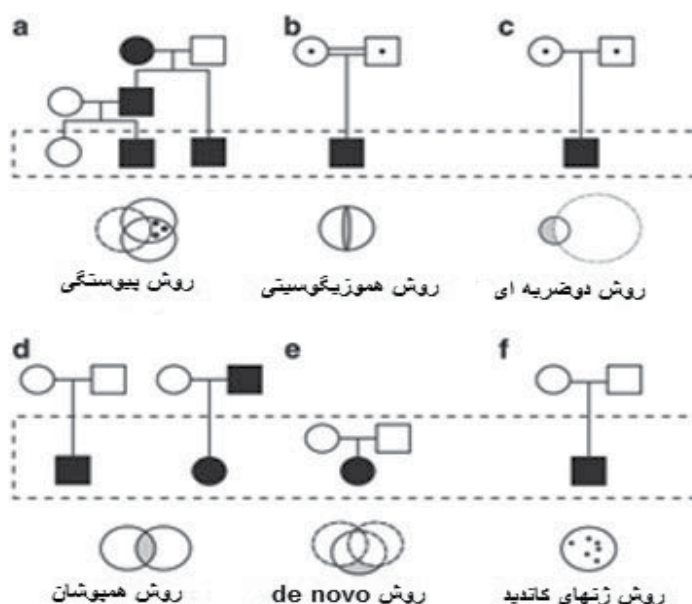 a b c
روش پیوستگی روش هموزیگوسیتی روش دوضربه ای
d e f
روش همپوشان روش de novo روش ژنهای کاندید